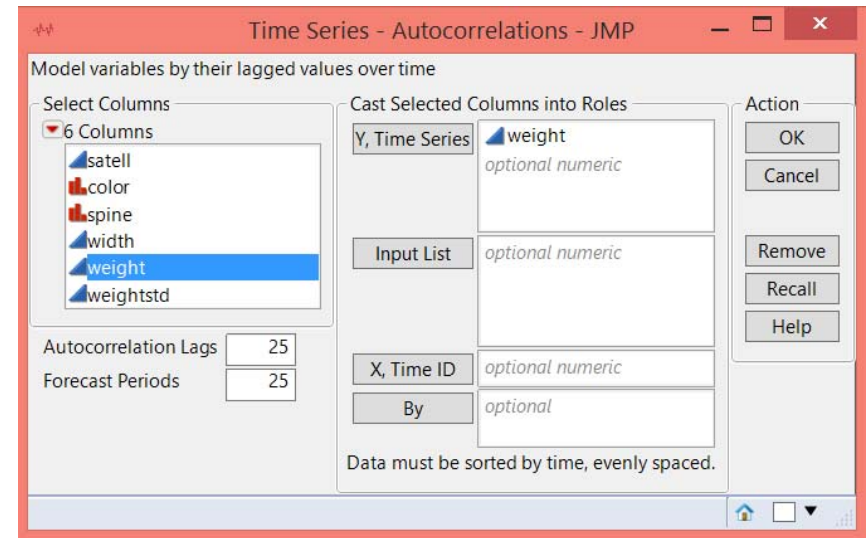 Time Series - Autocorrelations - JMP
Model variables by their lagged values over time
Select Columns
6 Columns
satell
color
spine
width
weight
weightstd
Autocorrelation Lags 25
Forecast Periods 25
Cast Selected Columns into Roles
Y, Time Series weight
optional numeric
Input List optional numeric
X, Time ID optional numeric
By optional
Data must be sorted by time, evenly spaced.
Action
OK
Cancel
Remove
Recall
Help